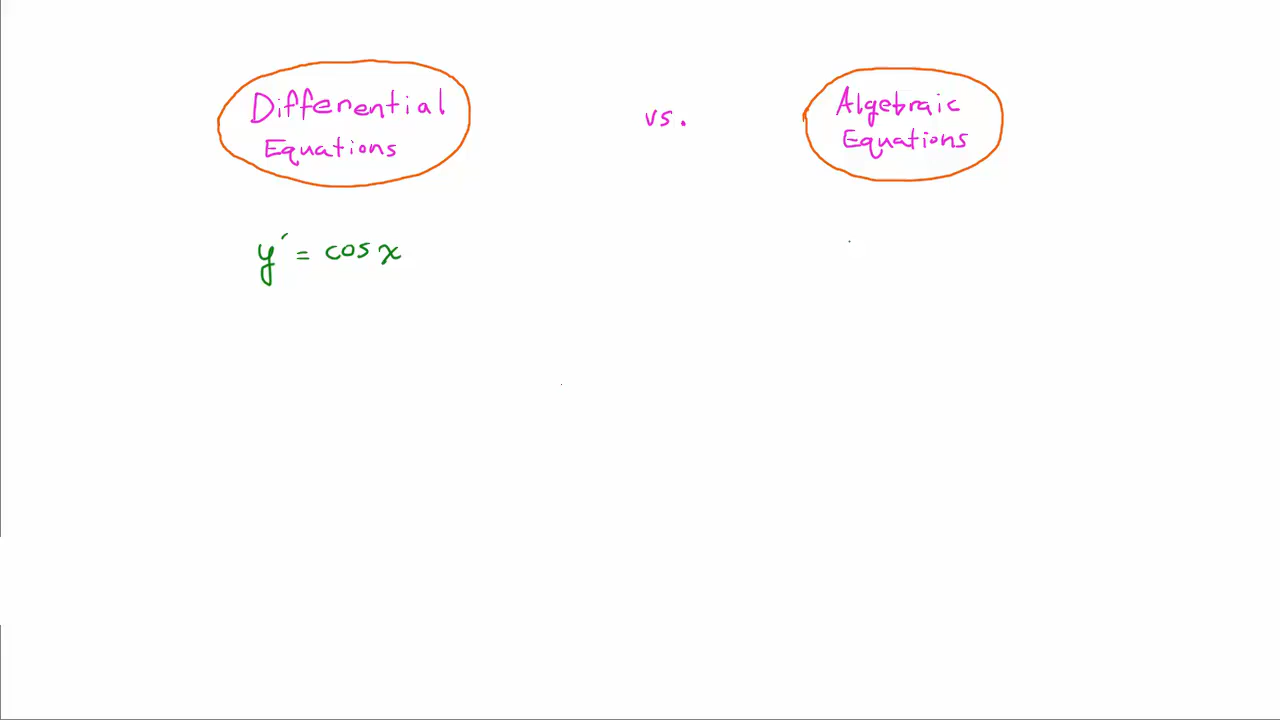 Differential
Equations
vs.
Algebraic
Equations
y′ = cos x